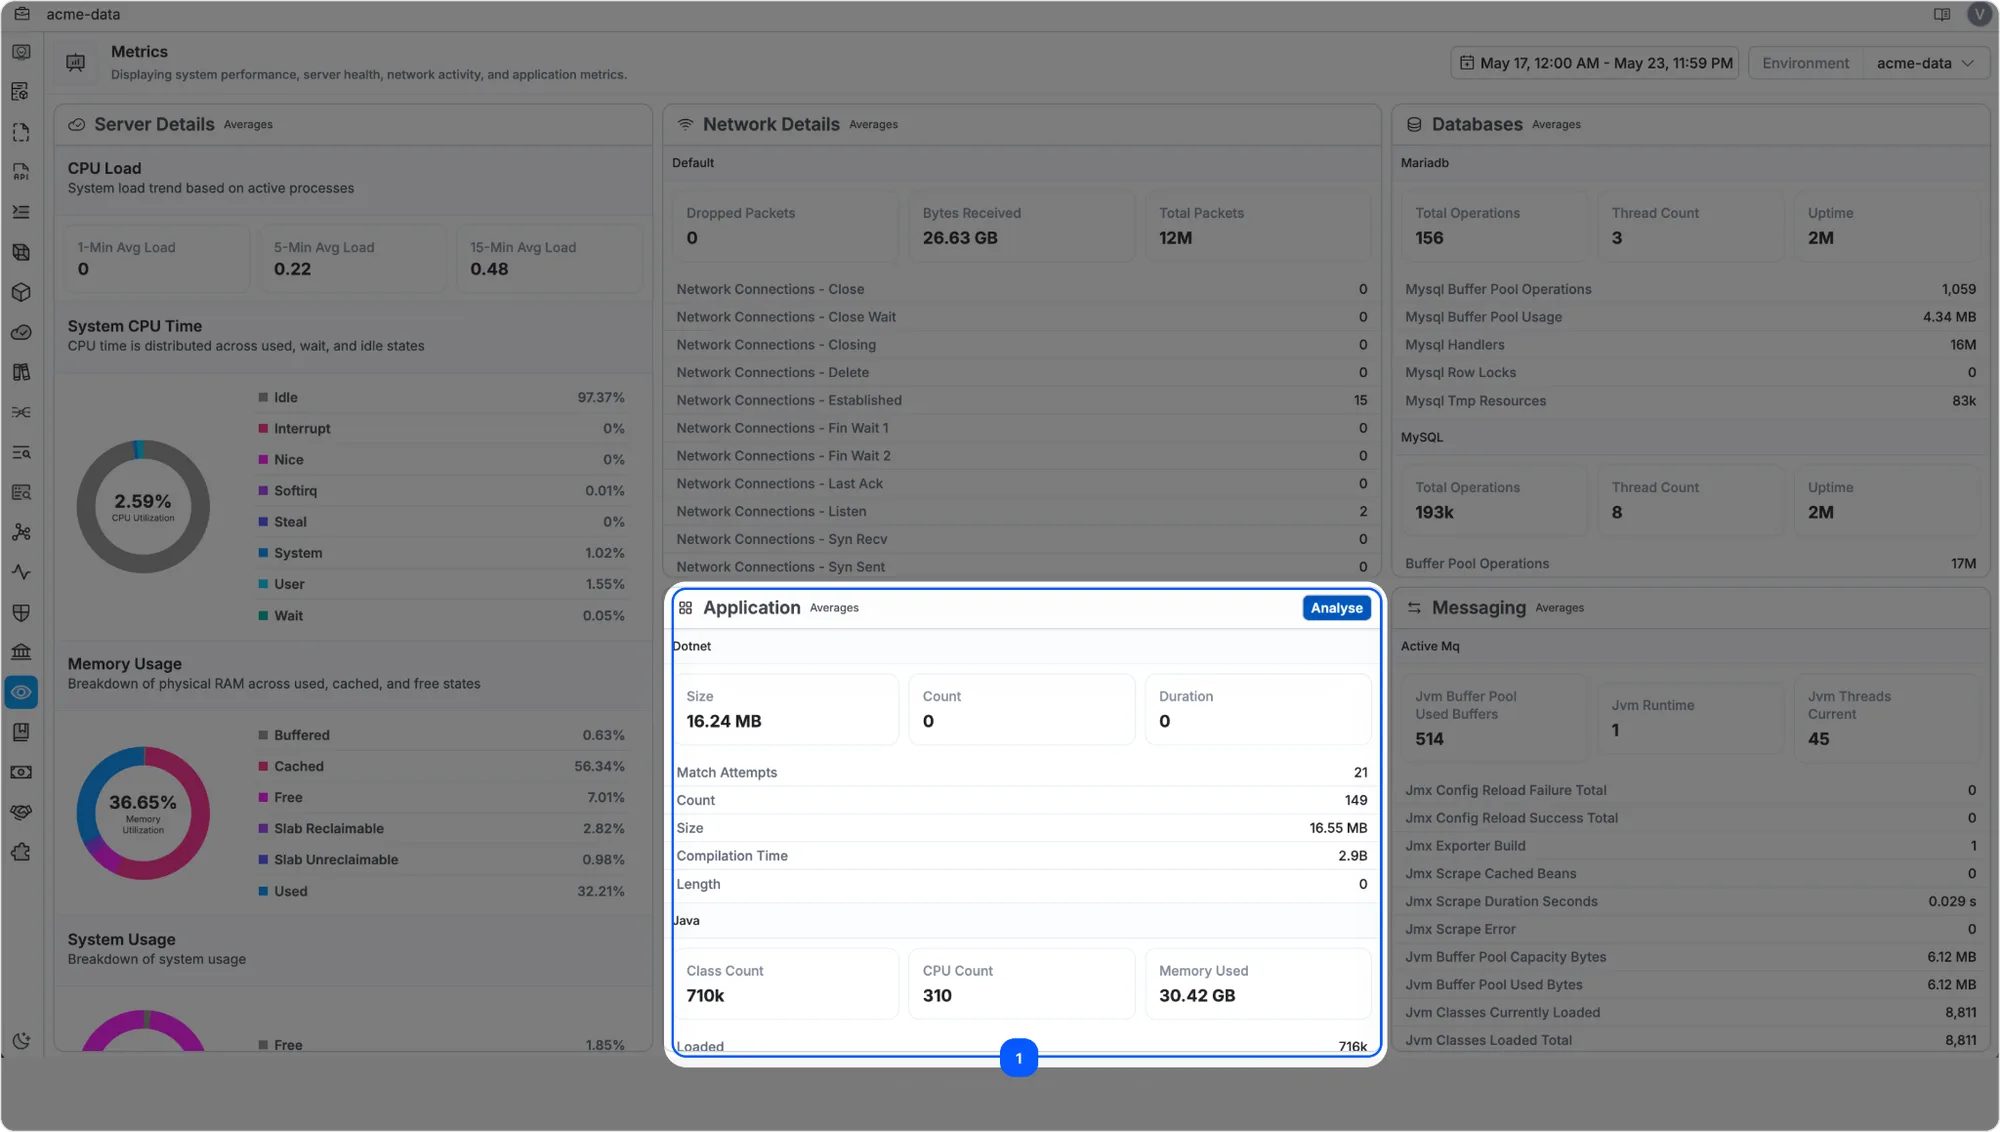 acme-data
V
Metrics
Displaying system performance, server health, network activity, and application metrics.
May 17, 12:00 AM - May 23, 11:59 PM
Environment
acme-data
API
Server Details Averages
CPU Load
System load trend based on active processes
1-Min Avg Load
0
5-Min Avg Load
0.22
15-Min Avg Load
0.48
System CPU Time
CPU time is distributed across used, wait, and idle states
2.59%
CPU Utilization
Idle 97.37%
Interrupt 0%
Nice 0%
Softirq 0.01%
Steal 0%
System 1.02%
User 1.55%
Wait 0.05%
Memory Usage
Breakdown of physical RAM across used, cached, and free states
36.65%
Memory
Utilization
Buffered 0.63%
Cached 56.34%
Free 7.01%
Slab Reclaimable 2.82%
Slab Unreclaimable 0.98%
Used 32.21%
System Usage
Breakdown of system usage
Free 1.85%
Network Details Averages
Default
Dropped Packets
0
Bytes Received
26.63 GB
Total Packets
12M
Network Connections - Close 0
Network Connections - Close Wait 0
Network Connections - Closing 0
Network Connections - Delete 0
Network Connections - Established 15
Network Connections - Fin Wait 1 0
Network Connections - Fin Wait 2 0
Network Connections - Last Ack 0
Network Connections - Listen 2
Network Connections - Syn Recv 0
Network Connections - Syn Sent 0
Application Averages
Analyse
Dotnet
Size
16.24 MB
Count
0
Duration
0
Match Attempts 21
Count 149
Size 16.55 MB
Compilation Time 2.9B
Length 0
Java
Class Count
710k
CPU Count
310
Memory Used
30.42 GB
Loaded 716k
1
Databases Averages
Mariadb
Total Operations
156
Thread Count
3
Uptime
2M
Mysql Buffer Pool Operations 1,059
Mysql Buffer Pool Usage 4.34 MB
Mysql Handlers 16M
Mysql Row Locks 0
Mysql Tmp Resources 83k
MySQL
Total Operations
193k
Thread Count
8
Uptime
2M
Buffer Pool Operations 17M
Messaging Averages
Active Mq
Jvm Buffer Pool
Used Buffers
514
Jvm Runtime
1
Jvm Threads
Current
45
Jmx Config Reload Failure Total 0
Jmx Config Reload Success Total 0
Jmx Exporter Build 1
Jmx Scrape Cached Beans 0
Jmx Scrape Duration Seconds 0.029 s
Jmx Scrape Error 0
Jvm Buffer Pool Capacity Bytes 6.12 MB
Jvm Buffer Pool Used Bytes 6.12 MB
Jvm Classes Currently Loaded 8,811
Jvm Classes Loaded Total 8,811